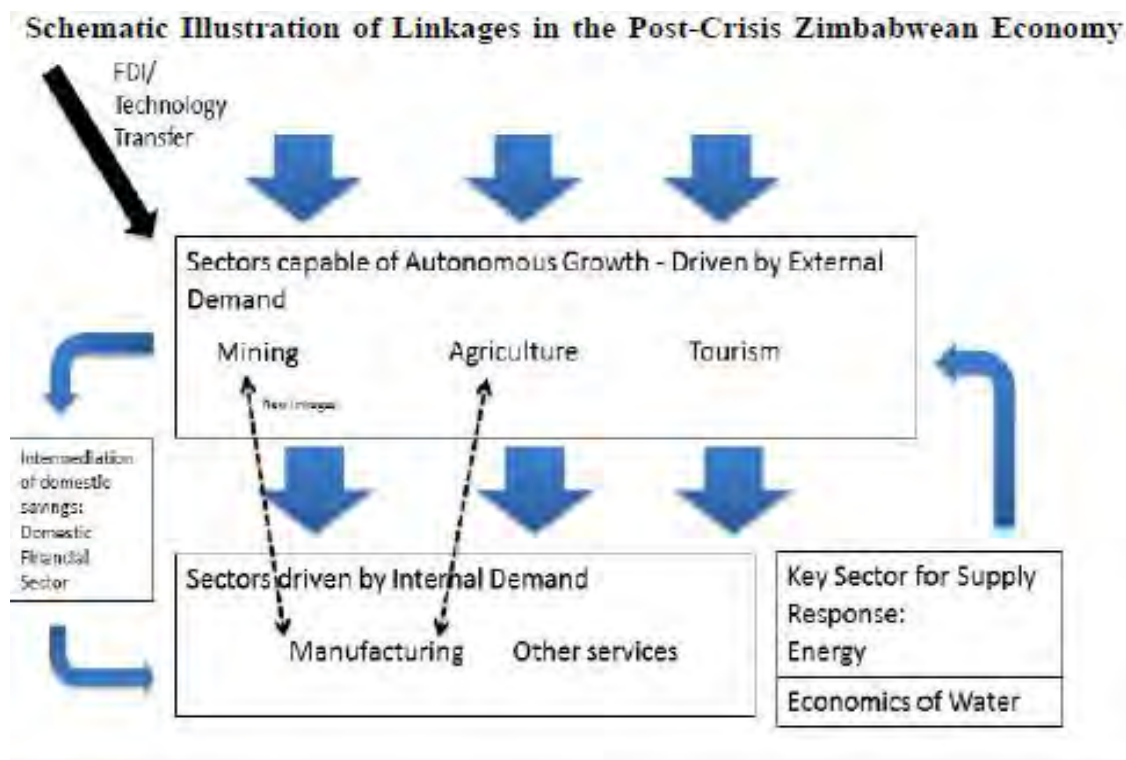 Schematic Illustration of Linkages in the Post-Crisis Zimbabwean Economy
FDI/
Technology
Transfer
Sectors capable of Autonomous Growth - Driven by External
Demand
Mining
Agriculture
Tourism
Intermediation
of domestic
savings:
Domestic
Financial
Sector
Sectors driven by Internal Demand
Manufacturing
Other services
Key Sector for Supply
Response:
Energy
Economics of Water